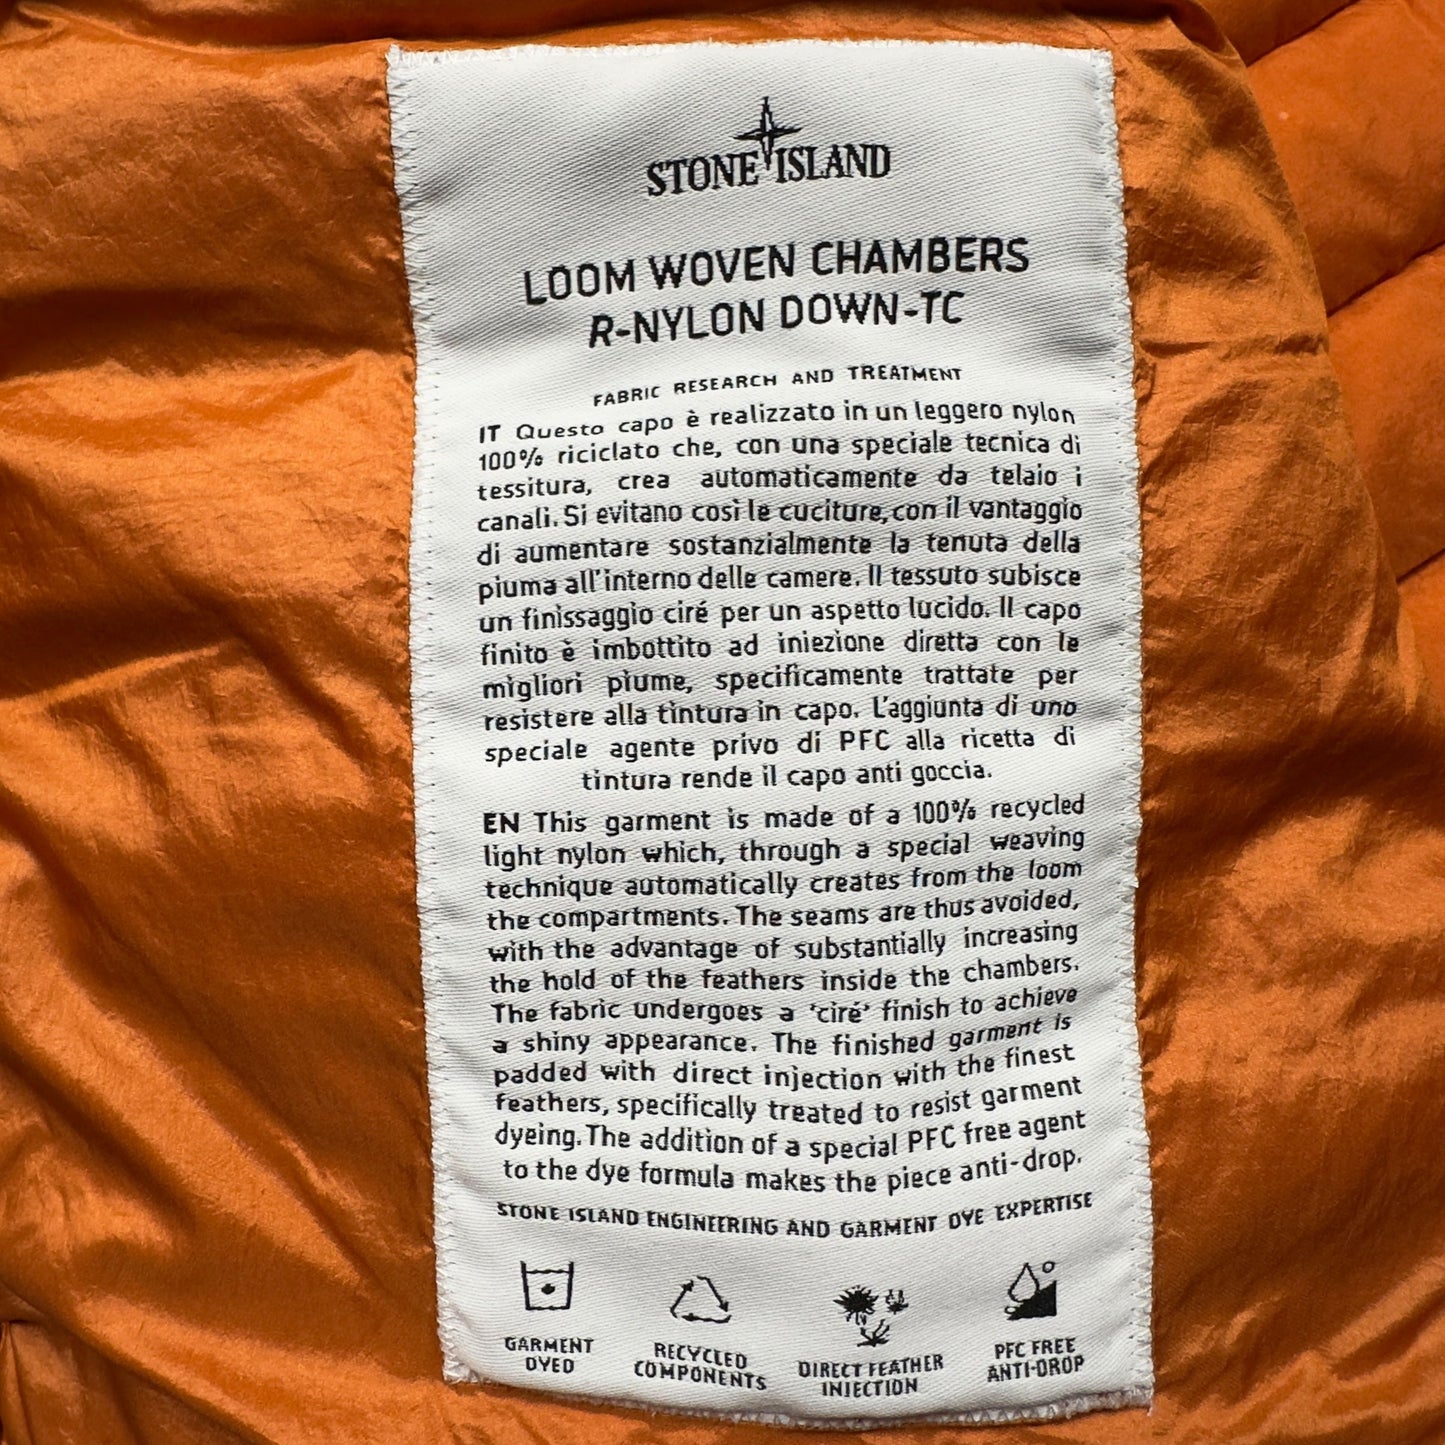 STONE ISLAND
LOOM WOVEN CHAMBERS
R-NYLON DOWN-TC
FABRIC RESEARCH AND TREATMENT
IT Questo capo è realizzato in un leggero nylon
100% riciclato che, con una speciale tecnica di
tessitura, crea automaticamente da telaio i
canali. Si evitano così le cuciture, con il vantaggio
di aumentare sostanzialmente la tenuta della
piuma all'interno delle camere. Il tessuto subisce
un finissaggio ciré per un aspetto lucido. Il capo
finito è imbottito ad iniezione diretta con le
migliori piume, specificamente trattate per
resistere alla tintura in capo. L'aggiunta di uno
speciale agente privo di PFC alla ricetta di
tintura rende il capo anti goccia.
EN This garment is made of a 100% recycled
light nylon which, through a special weaving
technique automatically creates from the loom
the compartments. The seams are thus avoided,
with the advantage of substantially increasing
the hold of the feathers inside the chambers.
The fabric undergoes a 'ciré' finish to achieve
a shiny appearance. The finished garment is
padded with direct injection with the finest
feathers, specifically treated to resist garment
dyeing. The addition of a special PFC free agent
to the dye formula makes the piece anti-drop.
STONE ISLAND ENGINEERING AND GARMENT DYE EXPERTISE
GARMENT
DYED
RECYCLED
COMPONENTS
DIRECT FEATHER
INJECTION
PFC FREE
ANTI-DROP